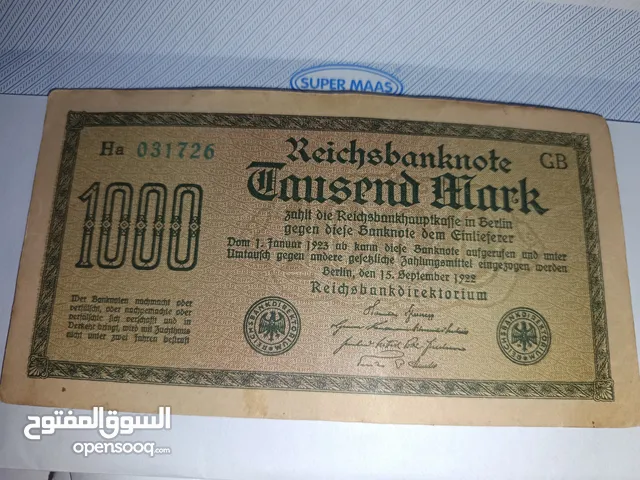 SUPER MAAS
Ha 031726
Reichsbanknote
GB
1000
Tausend Mark
zahlt die Reichsbankhauptkasse in Berlin
gegen diese Banknote dem Einlieferer
Vom 1. Januar 1923 ab kann diese Banknote aufgerufen und unter
Umtausch gegen andere gesetzliche Zahlungsmittel eingezogen werden
Berlin, den 15. September 1922
Reichsbankdirektorium
Wer Banknoten nachmacht oder
verfälscht, oder nachgemachte oder
verfälschte sich verschafft und in
Verkehr bringt, wird mit Zuchthaus
nicht unter zwei Jahren bestraft
REICHSBANKDIREKTORIUM
REICHSBANKDIREKTORIUM
السوق المفتوح
opensooq.com